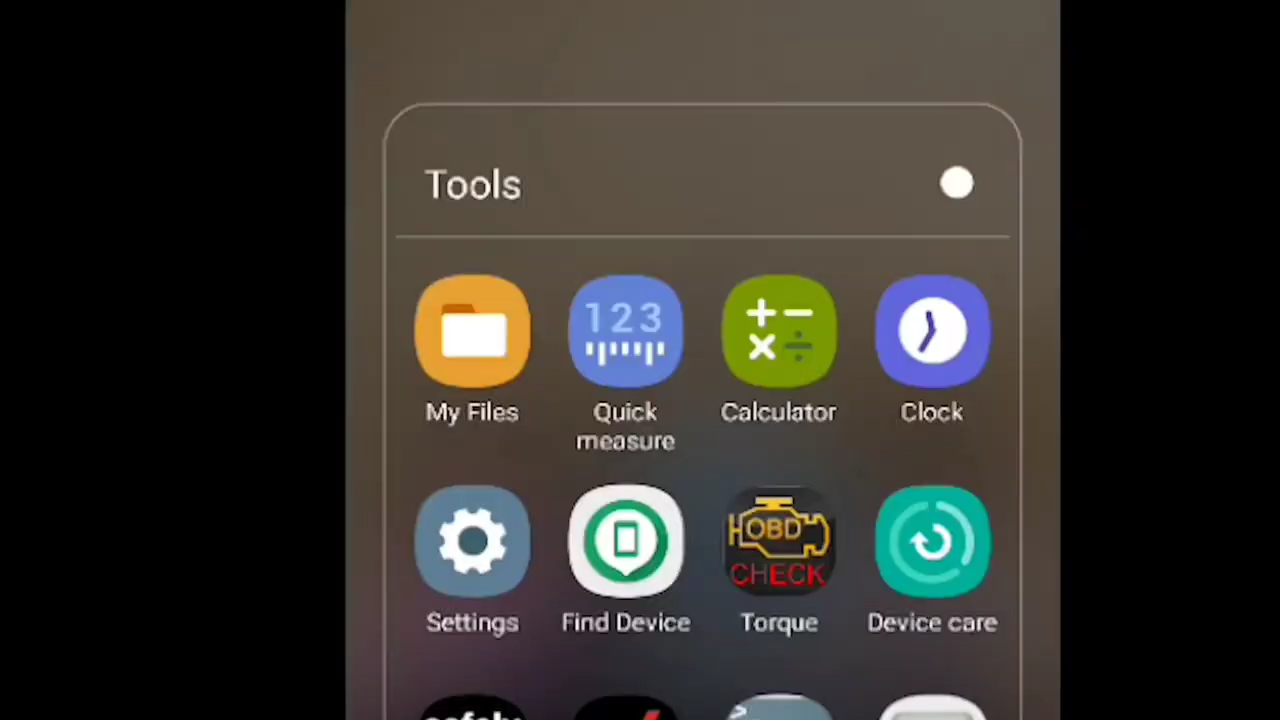 Tools
123
My Files
Quick
measure
Calculator
Clock
OBD
CHECK
Settings
Find Device
Torque
Device care